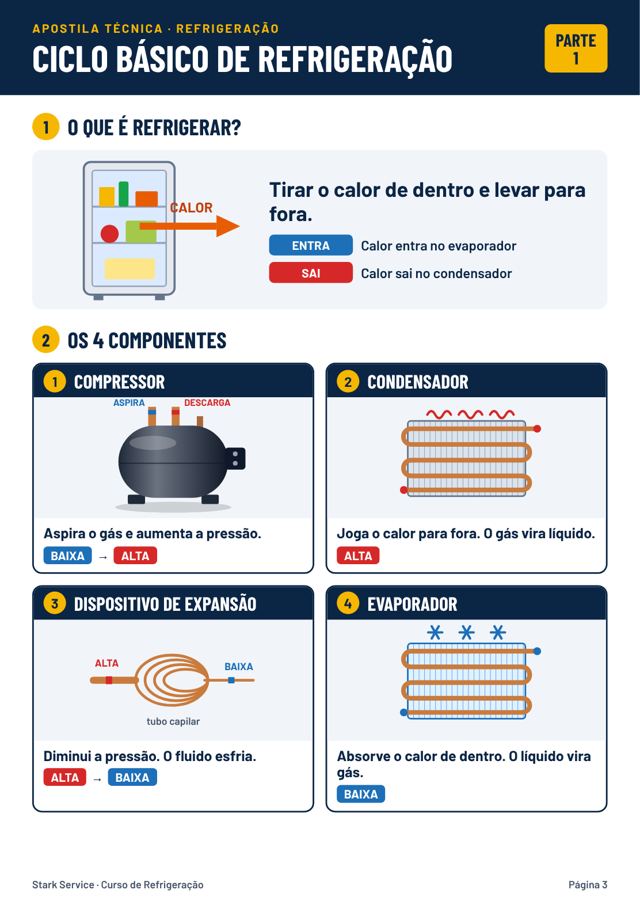 APOSTILA TÉCNICA · REFRIGERAÇÃO
CICLO BÁSICO DE REFRIGERAÇÃO
PARTE
1
1 O QUE É REFRIGERAR?
CALOR
Tirar o calor de dentro e levar para
fora.
ENTRA Calor entra no evaporador
SAI Calor sai no condensador
2 OS 4 COMPONENTES
1 COMPRESSOR
ASPIRA DESCARGA
Aspira o gás e aumenta a pressão.
BAIXA → ALTA
2 CONDENSADOR
Joga o calor para fora. O gás vira líquido.
ALTA
3 DISPOSITIVO DE EXPANSÃO
ALTA BAIXA
tubo capilar
Diminui a pressão. O fluido esfria.
ALTA → BAIXA
4 EVAPORADOR
Absorve o calor de dentro. O líquido vira
gás.
BAIXA
Stark Service · Curso de Refrigeração Página 3